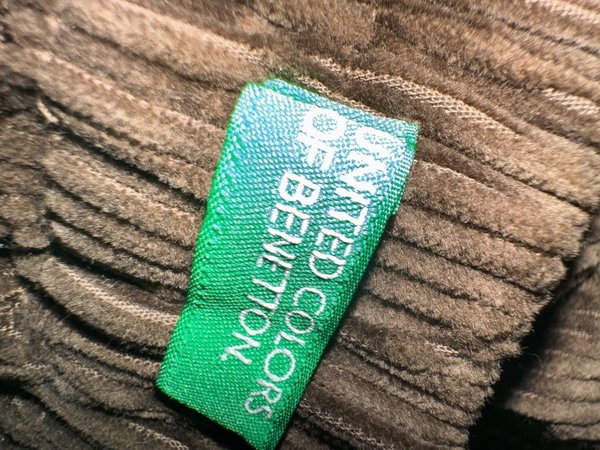 UNITED COLORS
OF BENETTON.